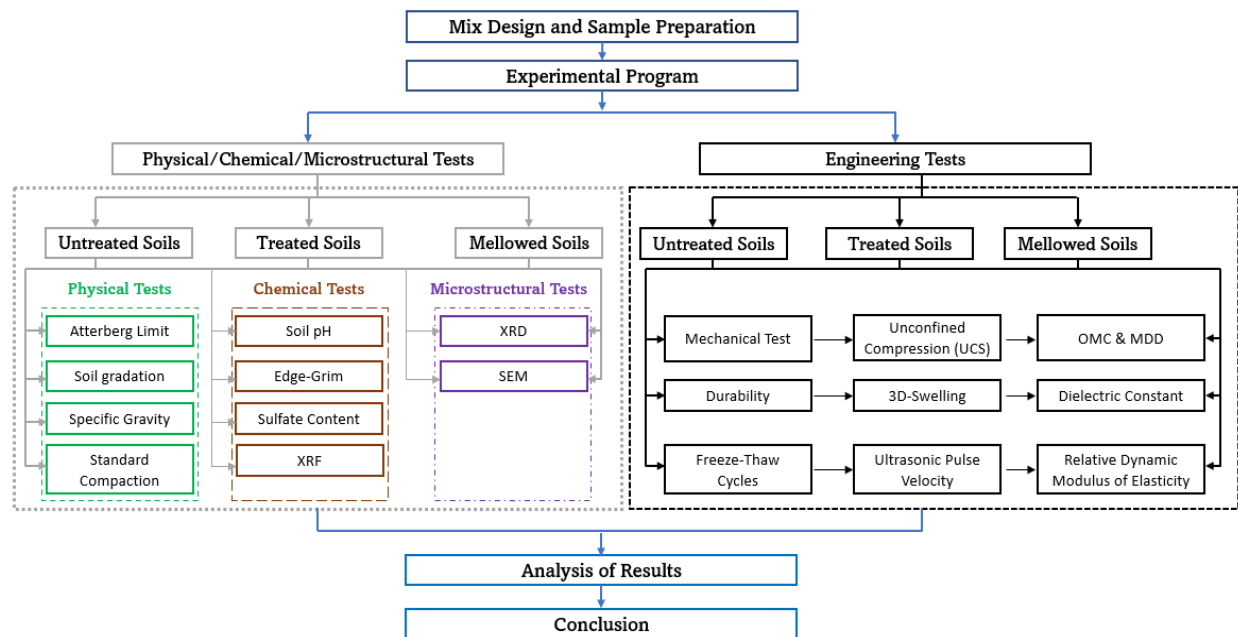 Mix Design and Sample Preparation
Experimental Program
Physical/Chemical/Microstructural Tests
Engineering Tests
Untreated Soils
Treated Soils
Mellowed Soils
Physical Tests
Chemical Tests
Microstructural Tests
Atterberg Limit
Soil pH
XRD
Soil gradation
Edge-Grim
SEM
Specific Gravity
Sulfate Content
Standard
Compaction
XRF
Untreated Soils
Treated Soils
Mellowed Soils
Mechanical Test
Unconfined
Compression (UCS)
OMC & MDD
Durability
3D-Swelling
Dielectric Constant
Freeze-Thaw
Cycles
Ultrasonic Pulse
Velocity
Relative Dynamic
Modulus of Elasticity
Analysis of Results
Conclusion